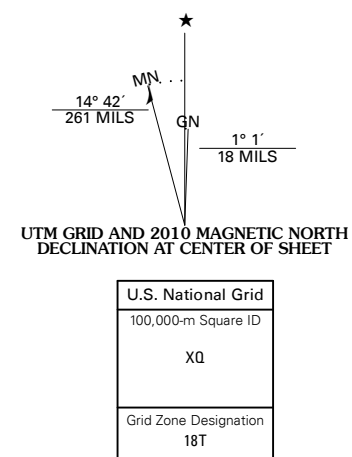 ★
MN
14° 42´
261 MILS
GN
1° 1´
18 MILS
UTM GRID AND 2010 MAGNETIC NORTH
DECLINATION AT CENTER OF SHEET
U.S. National Grid
100,000-m Square ID
XQ
Grid Zone Designation
18T